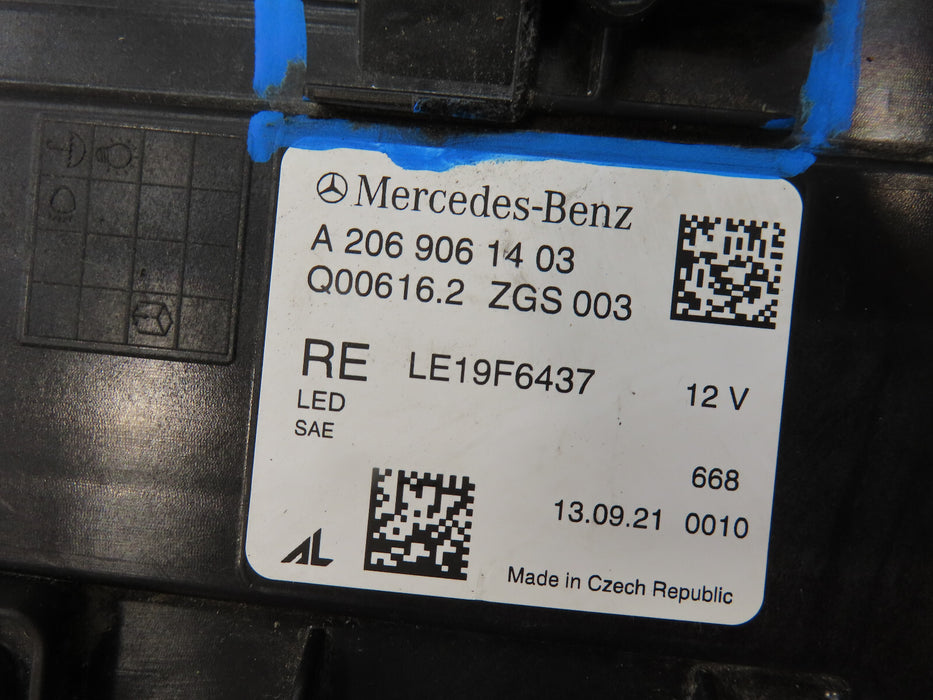 Mercedes-Benz
A 206 906 14 03
Q00616.2 ZGS 003
RE LE19F6437 12 V
LED
SAE
668
13.09.21 0010
AL
Made in Czech Republic